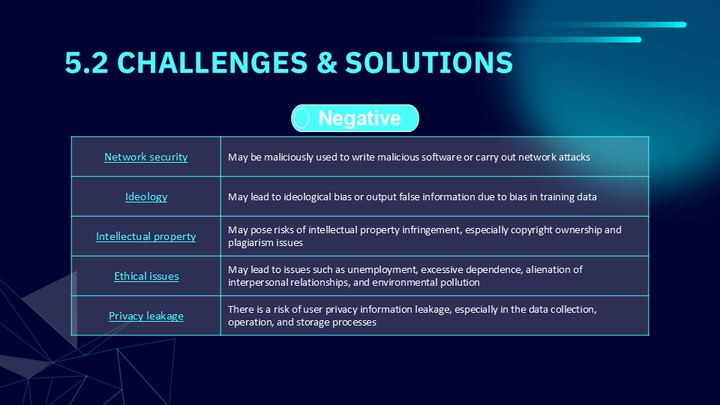 5.2 CHALLENGES & SOLUTIONS
Negative
Network security
May be maliciously used to write malicious software or carry out network attacks
Ideology
May lead to ideological bias or output false information due to bias in training data
Intellectual property
May pose risks of intellectual property infringement, especially copyright ownership and
plagiarism issues
Ethical issues
May lead to issues such as unemployment, excessive dependence, alienation of
interpersonal relationships, and environmental pollution
Privacy leakage
There is a risk of user privacy information leakage, especially in the data collection,
operation, and storage processes